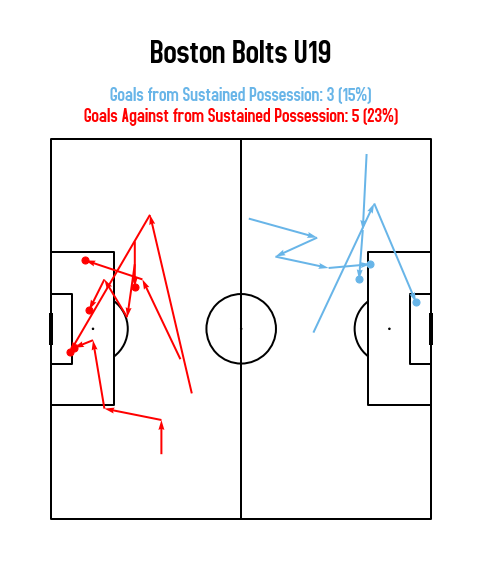 Boston Bolts U19
Goals from Sustained Possession: 3 (15%)
Goals Against from Sustained Possession: 5 (23%)